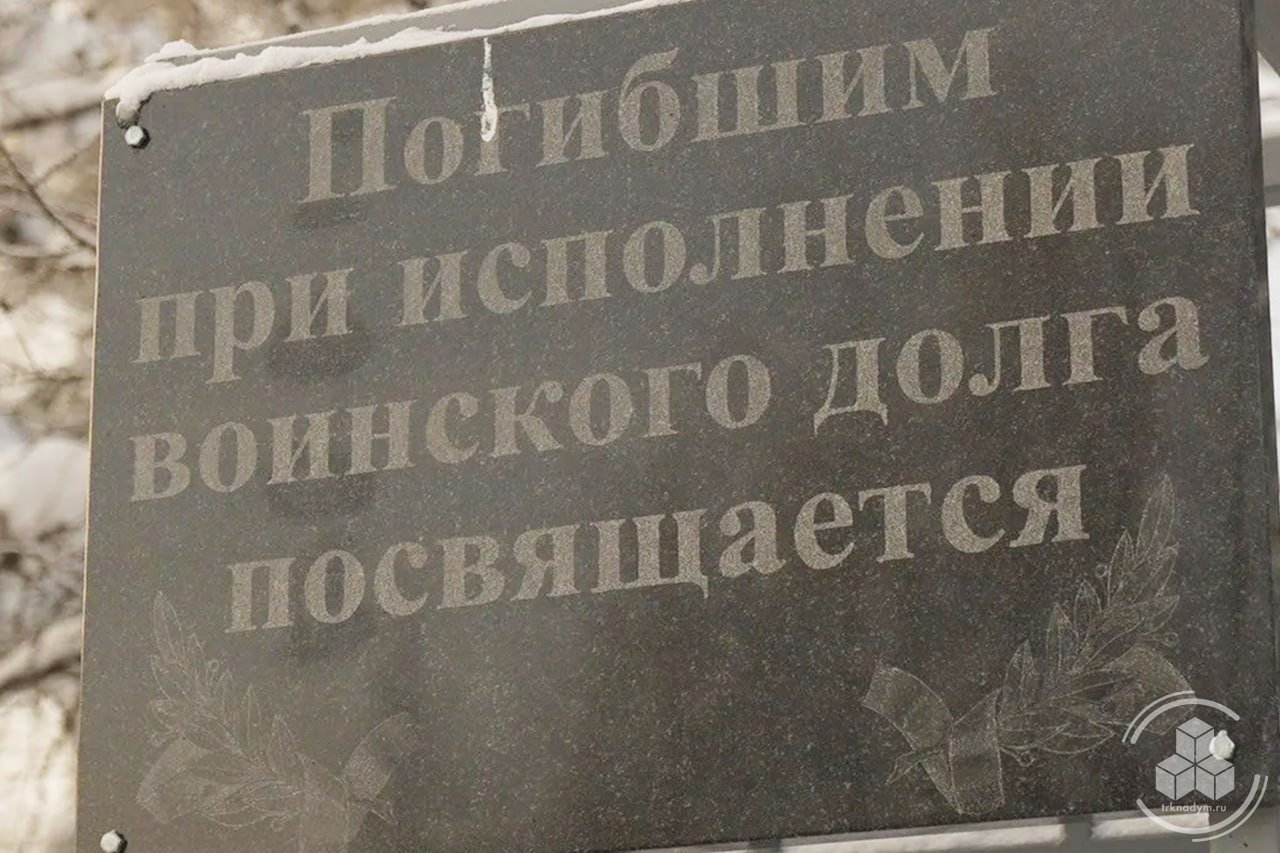 Погибшим
при исполнении
воинского долга
посвящается
trknadym.ru